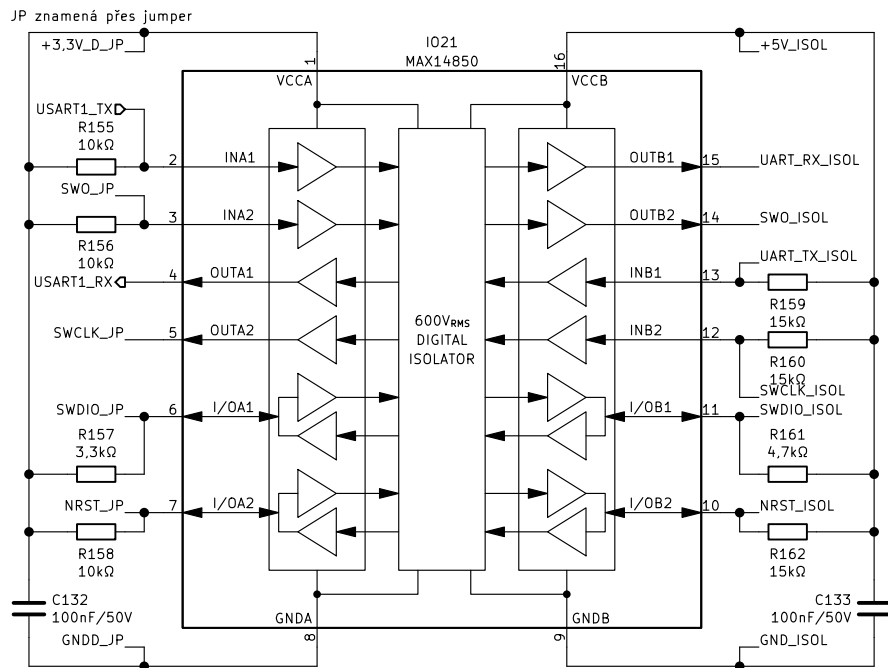 JP znamená přes jumper
+3,3V_D_JP
IO21
MAX14850
+5V_ISOL
1
16
VCCA
VCCB
USART1_TX
R155
10kΩ
2
INA1
OUTB1
15
UART_RX_ISOL
SWO_JP
3
INA2
OUTB2
14
SWO_ISOL
R156
10kΩ
UART_TX_ISOL
USART1_RX
4
OUTA1
INB1
13
R159
15kΩ
600VRMS
DIGITAL
ISOLATOR
SWCLK_JP
5
OUTA2
INB2
12
R160
15kΩ
SWCLK_ISOL
SWDIO_JP
6
I/OA1
I/OB1
11
SWDIO_ISOL
R157
3,3kΩ
R161
4,7kΩ
NRST_JP
7
I/OA2
I/OB2
10
NRST_ISOL
R158
10kΩ
R162
15kΩ
C132
100nF/50V
C133
100nF/50V
GNDA
GNDB
8
9
GNDD_JP
GND_ISOL